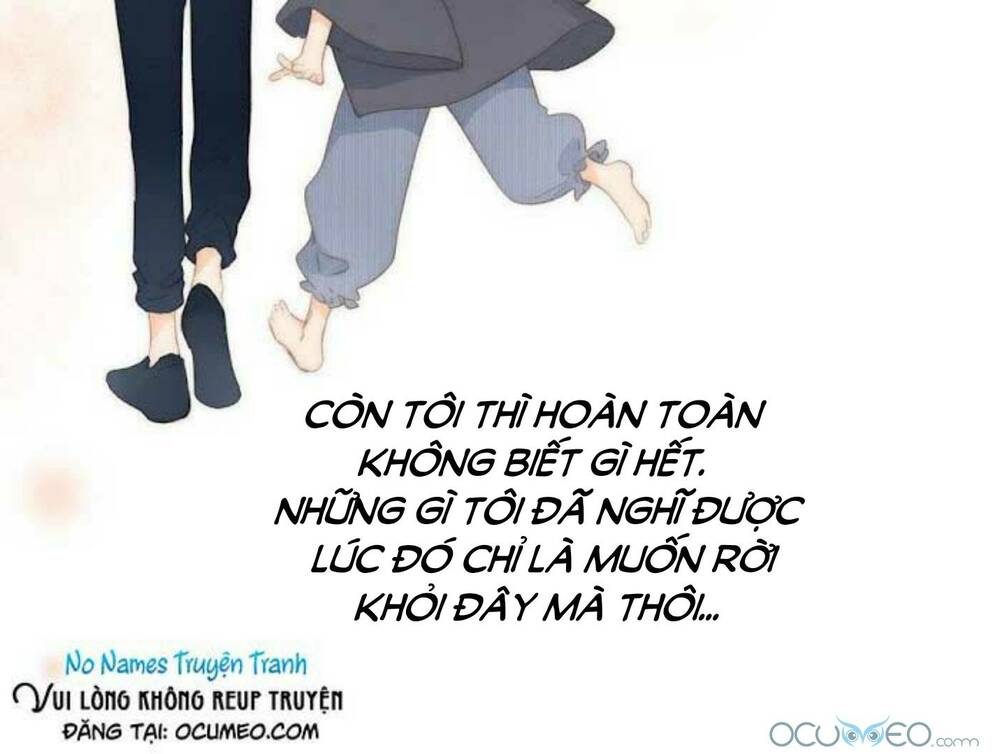 CÒN TÔI THÌ HOÀN TOÀN
KHÔNG BIẾT GÌ HẾT.
NHỮNG GÌ TÔI ĐÃ NGHĨ ĐƯỢC
LÚC ĐÓ CHỈ LÀ MUỐN RỜI
KHỎI ĐÂY MÀ THÔI...
No Names Truyện Tranh
VUI LÒNG KHÔNG REUP TRUYỆN
ĐĂNG TẠI: OCUMEO.COM
OCUMEO.com